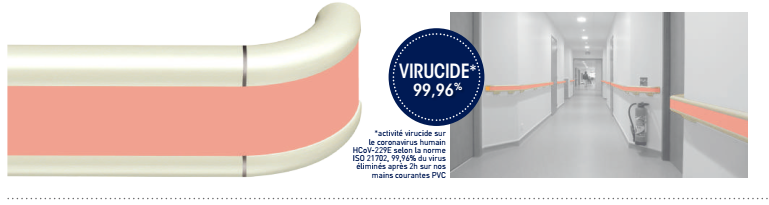 VIRUCIDE*
99,96%
*activité virucide sur
le coronavirus humain
HCoV-229E selon la norme
ISO 21702, 99,96% du virus
éliminés après 2h sur nos
mains courantes PVC